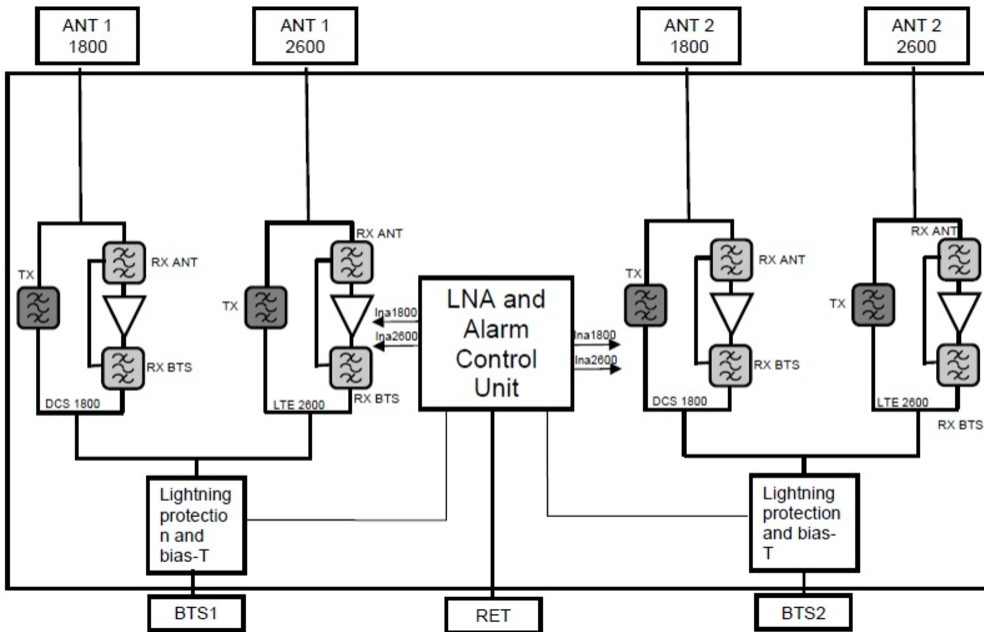 ANT 1
1800
ANT 1
2600
ANT 2
1800
ANT 2
2600
RX ANT
RX ANT
TX
TX
RX BTS
RX BTS
DCS 1800
LTE 2600
lna1800
lna2600
LNA and
Alarm
Control
Unit
lna1800
lna2600
RX ANT
RX ANT
TX
TX
RX BTS
RX BTS
DCS 1800
LTE 2600
Lightning
protectio
n and
bias-T
Lightning
protection
and bias-
T
BTS1
RET
BTS2